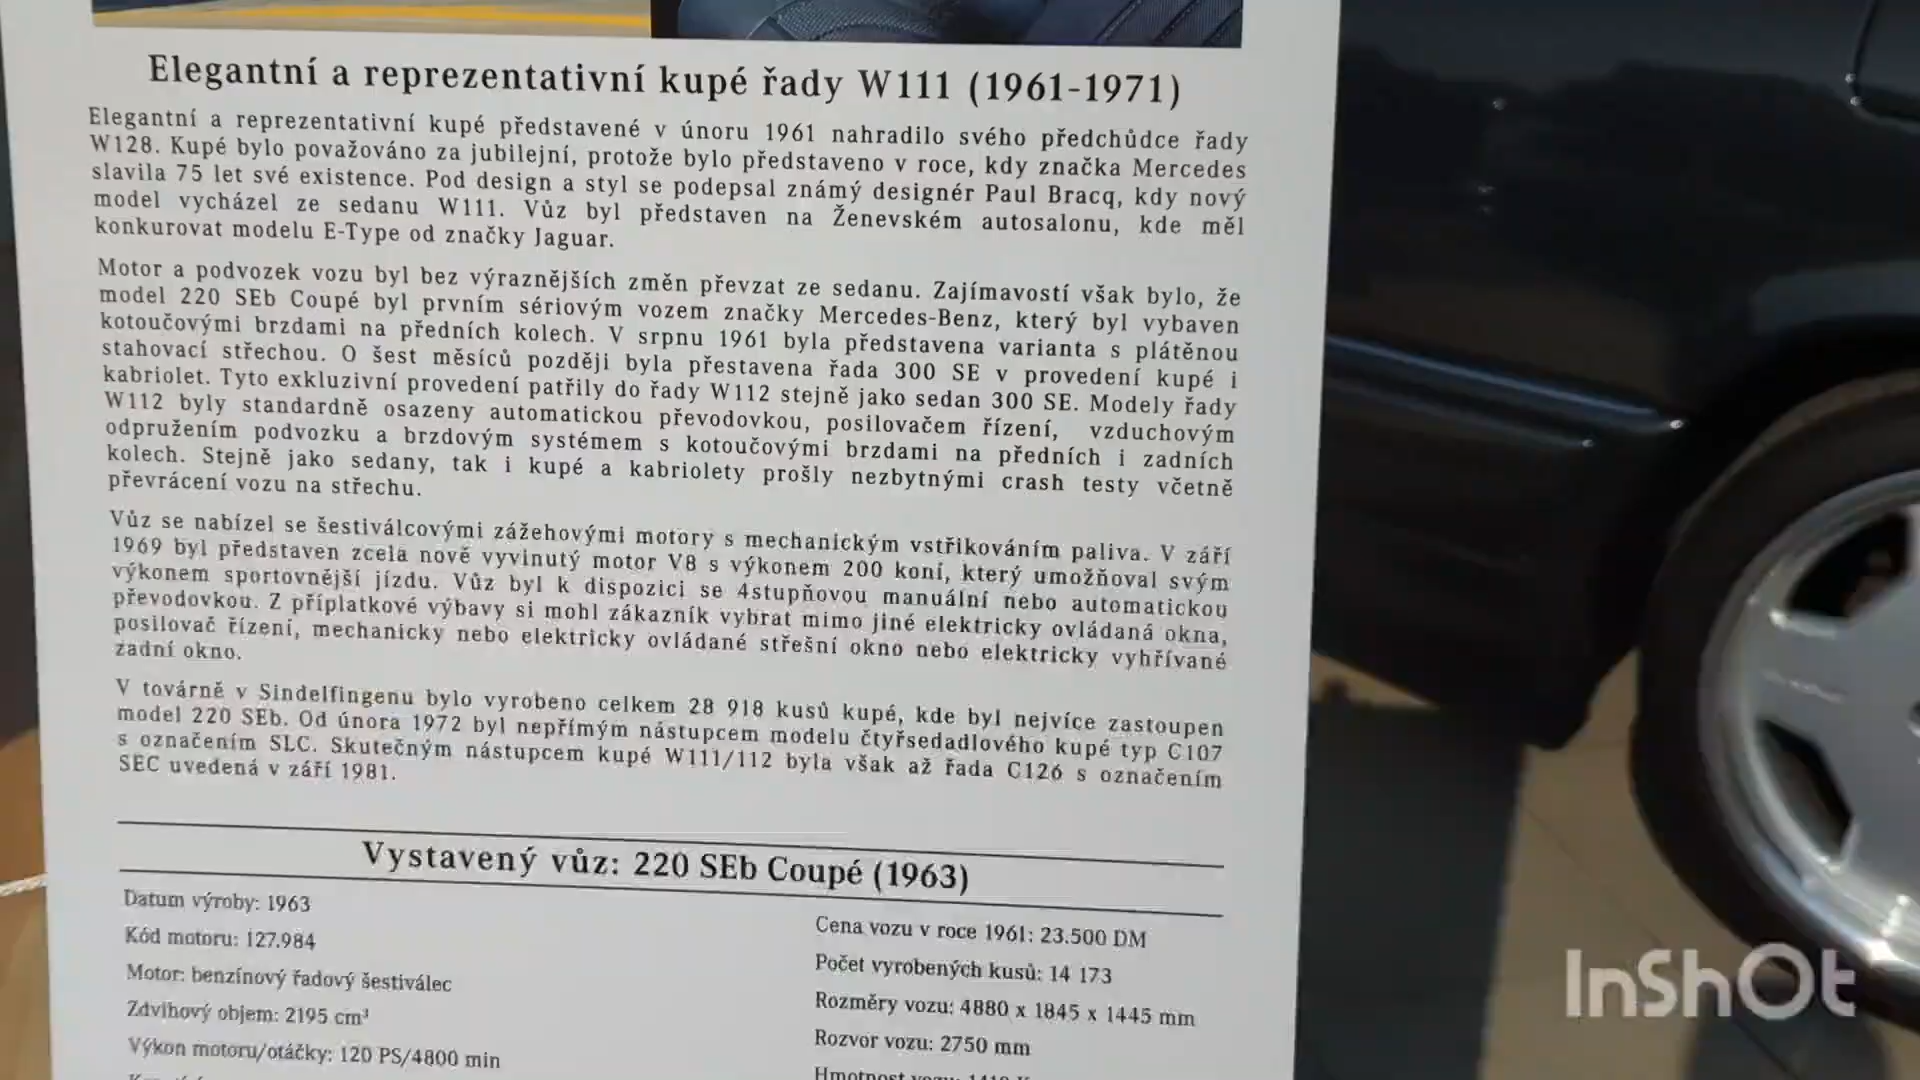 Elegantní a reprezentativní kupé řady W111 (1961-1971)
Elegantní a reprezentativní kupé představené v únoru 1961 nahradilo svého předchůdce řady
W128. Kupé bylo považováno za jubilejní, protože bylo představeno v roce, kdy značka Mercedes
slavila 75 let své existence. Pod design a styl se podepsal známý designér Paul Bracq, kdy nový
model vycházel ze sedanu W111. Vůz byl představen na Ženevském autosalonu, kde měl
konkurovat modelu E-Type od značky Jaguar.
Motor a podvozek vozu byl bez výraznějších změn převzat ze sedanu. Zajímavostí však bylo, že
model 220 SEb Coupé byl prvním sériovým vozem značky Mercedes-Benz, který byl vybaven
kotoučovými brzdami na předních kolech. V srpnu 1961 byla představena varianta s plátěnou
stahovací střechou. O šest měsíců později byla přestavena řada 300 SE v provedení kupé i
kabriolet. Tyto exkluzivní provedení patřily do řady W112 stejně jako sedan 300 SE. Modely řady
W112 byly standardně osazeny automatickou převodovkou, posilovačem řízení, vzduchovým
odpružením podvozku a brzdovým systémem s kotoučovými brzdami na předních i zadních
kolech. Stejně jako sedany, tak i kupé a kabriolety prošly nezbytnými crash testy včetně
převrácení vozu na střechu.
Vůz se nabízel se šestiválcovými zážehovými motory s mechanickým vstřikováním paliva. V září
1969 byl představen zcela nově vyvinutý motor V8 s výkonem 200 koní, který umožňoval svým
výkonem sportovnější jízdu. Vůz byl k dispozici se 4stupňovou manuální nebo automatickou
převodovkou. Z příplatkové výbavy si mohl zákazník vybrat mimo jiné elektricky ovládaná okna,
posilovač řízení, mechanicky nebo elektricky ovládané střešní okno nebo elektricky vyhřívané
zadní okno.
V továrně v Sindelfingenu bylo vyrobeno celkem 28 918 kusů kupé, kde byl nejvíce zastoupen
model 220 SEb. Od února 1972 byl nepřímým nástupcem modelu čtyřsedadlového kupé typ C107
s označením SLC. Skutečným nástupcem kupé W111/112 byla však až řada C126 s označením
SEC uvedená v září 1981.
Vystavený vůz: 220 SEb Coupé (1963)
Datum výroby: 1963
Kód motoru: 127.984
Motor: benzínový řadový šestiválec
Zdvihový objem: 2195 cm³
Výkon motoru/otáčky: 120 PS/4800 min
Cena vozu v roce 1961: 23.500 DM
Počet vyrobených kusů: 14 173
Rozměry vozu: 4880 x 1845 x 1445 mm
Rozvor vozu: 2750 mm
Hmotnost vozu: 1410
InShOt